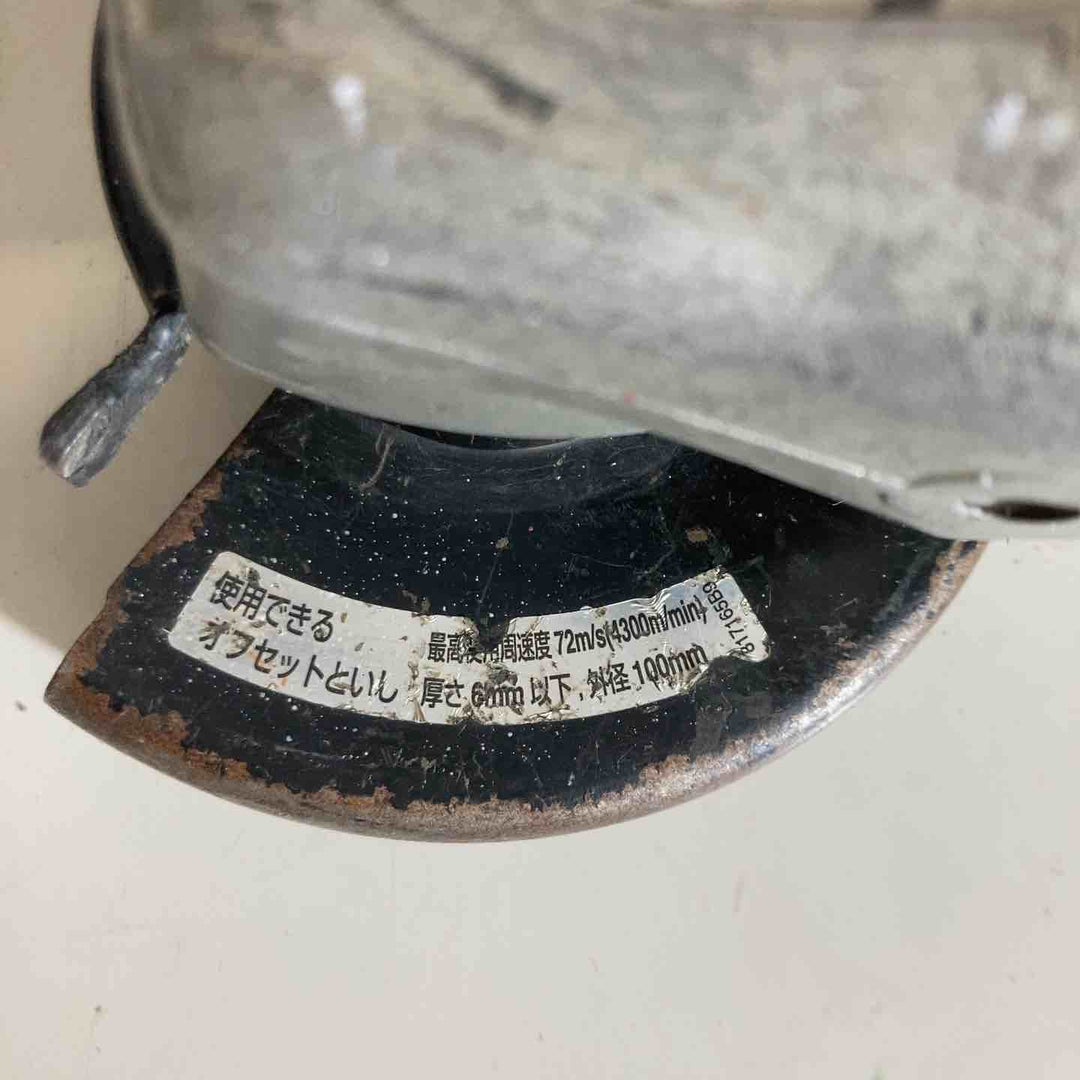 使用できる
オフセットといし
最高使用周速度 72m/s(4300m/min)
厚さ 6mm 以下，外径 100mm
817165B9